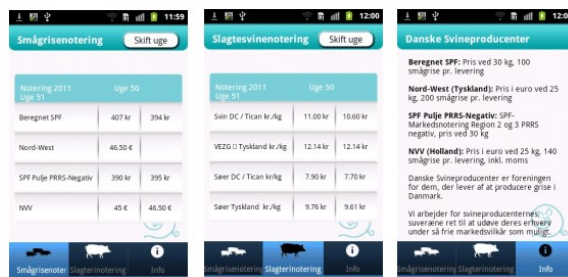 11:59
Smågrisenotering Skift uge
Notering 2011 Uge 50
Uge 51
Beregnet SPF 407 kr 394 kr
Nord-West 46.50 €
SPF Pulje PRRS-Negativ 390 kr 395 kr
NVV 45 € 46.50 €
Smågrisenoter Slagterinotering Info
12:00
Slagtesvinenotering Skift uge
Notering 2011 Uge 50
Uge 51
Svin DC / Tican kr./kg 11.00 kr 10.60 kr
VEZG □ Tyskland kr./kg 12.14 kr 12.14 kr
Søer DC / Tican kr/kg 7.90 kr 7.70 kr
Søer Tyskland kr./kg 9.76 kr 9.61 kr
Smågrisenotering Slagterinotering Info
12:00
Danske Svineproducenter
Beregnet SPF: Pris ved 30 kg, 100
smågrise pr. levering
Nord-West (Tyskland): Pris i euro ved 25
kg, 200 smågrise pr. levering
SPF Pulje PRRS-Negativ: SPF-
Markedsnotering Region 2 og 3 PRRS
negativ, pris ved 30 kg
NVV (Holland): Pris i euro ved 25 kg, 140
smågrise pr. levering, inkl. moms
Danske Svineproducenter er foreningen
for dem, der lever af at producere grise i
Danmark.
Vi arbejder for svineproducenternes
suveræne ret til at udøve deres erhverv
under så frie markedsvilkår som muligt.
Smågrisenotering Slagterinotering Info